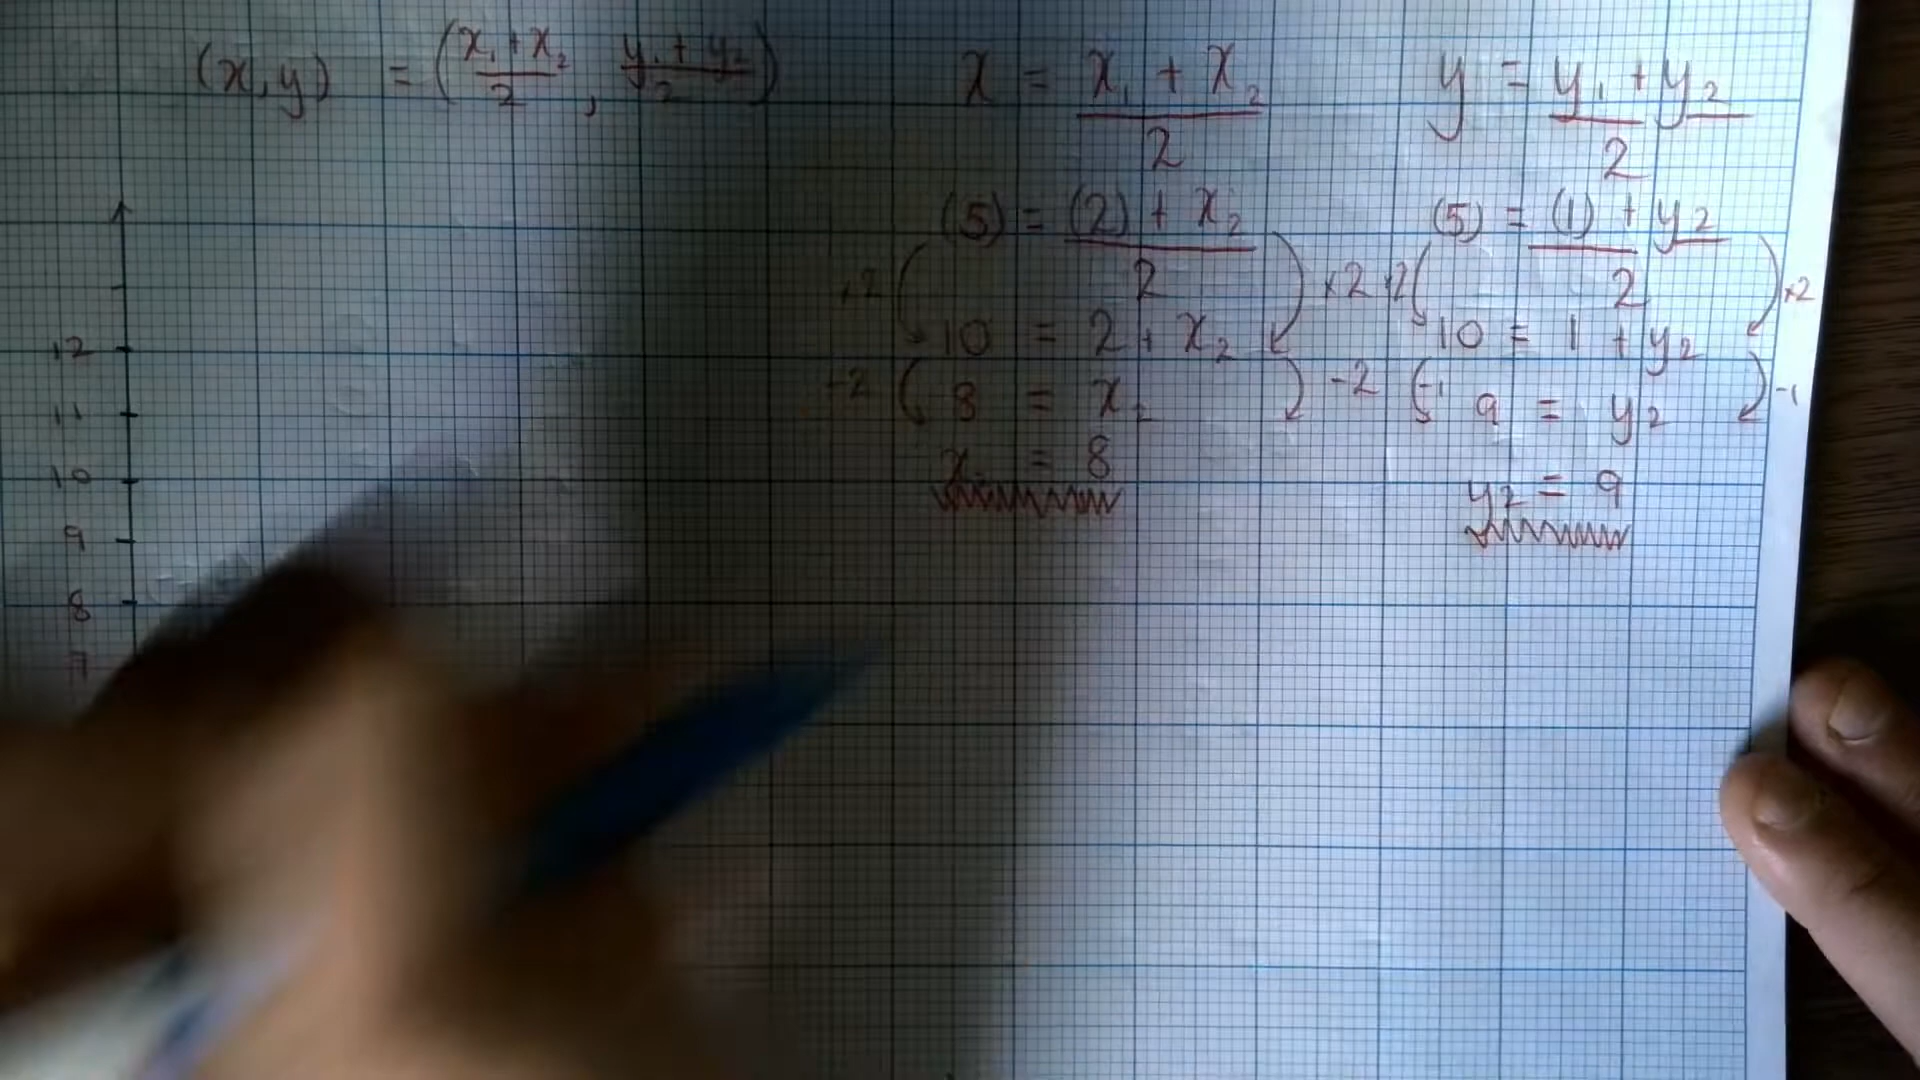 (x,y) = (x₁+x₂/2, y₁+y₂/2)
x = x₁ + x₂ / 2
(5) = (2) + x₂ / 2
×2 ×2
10 = 2 + x₂
-2 -2
8 = x₂
x₂ = 8
y = y₁ + y₂ / 2
(5) = (1) + y₂ / 2
×2 ×2
10 = 1 + y₂
-1 -1
9 = y₂
y₂ = 9
12
11
10
9
8
7